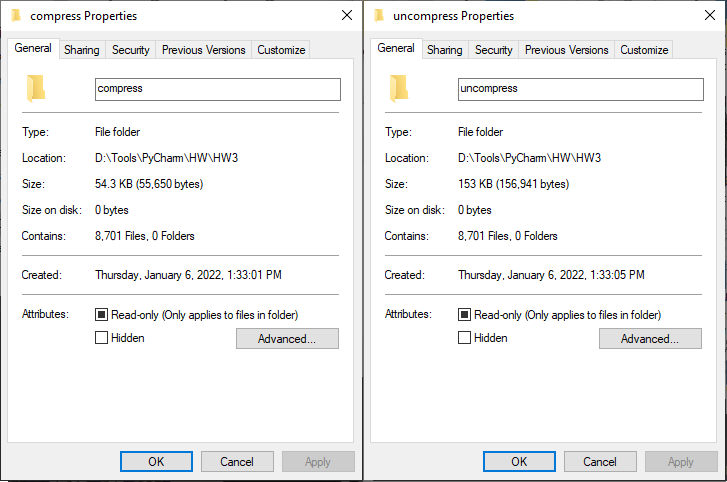 compress Properties
General Sharing Security Previous Versions Customize
compress
Type: File folder
Location: D:\Tools\PyCharm\HW\HW3
Size: 54.3 KB (55,650 bytes)
Size on disk: 0 bytes
Contains: 8,701 Files, 0 Folders
Created: Thursday, January 6, 2022, 1:33:01 PM
Attributes: Read-only (Only applies to files in folder)
Hidden Advanced...
OK Cancel Apply
uncompress Properties
General Sharing Security Previous Versions Customize
uncompress
Type: File folder
Location: D:\Tools\PyCharm\HW\HW3
Size: 153 KB (156,941 bytes)
Size on disk: 0 bytes
Contains: 8,701 Files, 0 Folders
Created: Thursday, January 6, 2022, 1:33:05 PM
Attributes: Read-only (Only applies to files in folder)
Hidden Advanced...
OK Cancel Apply